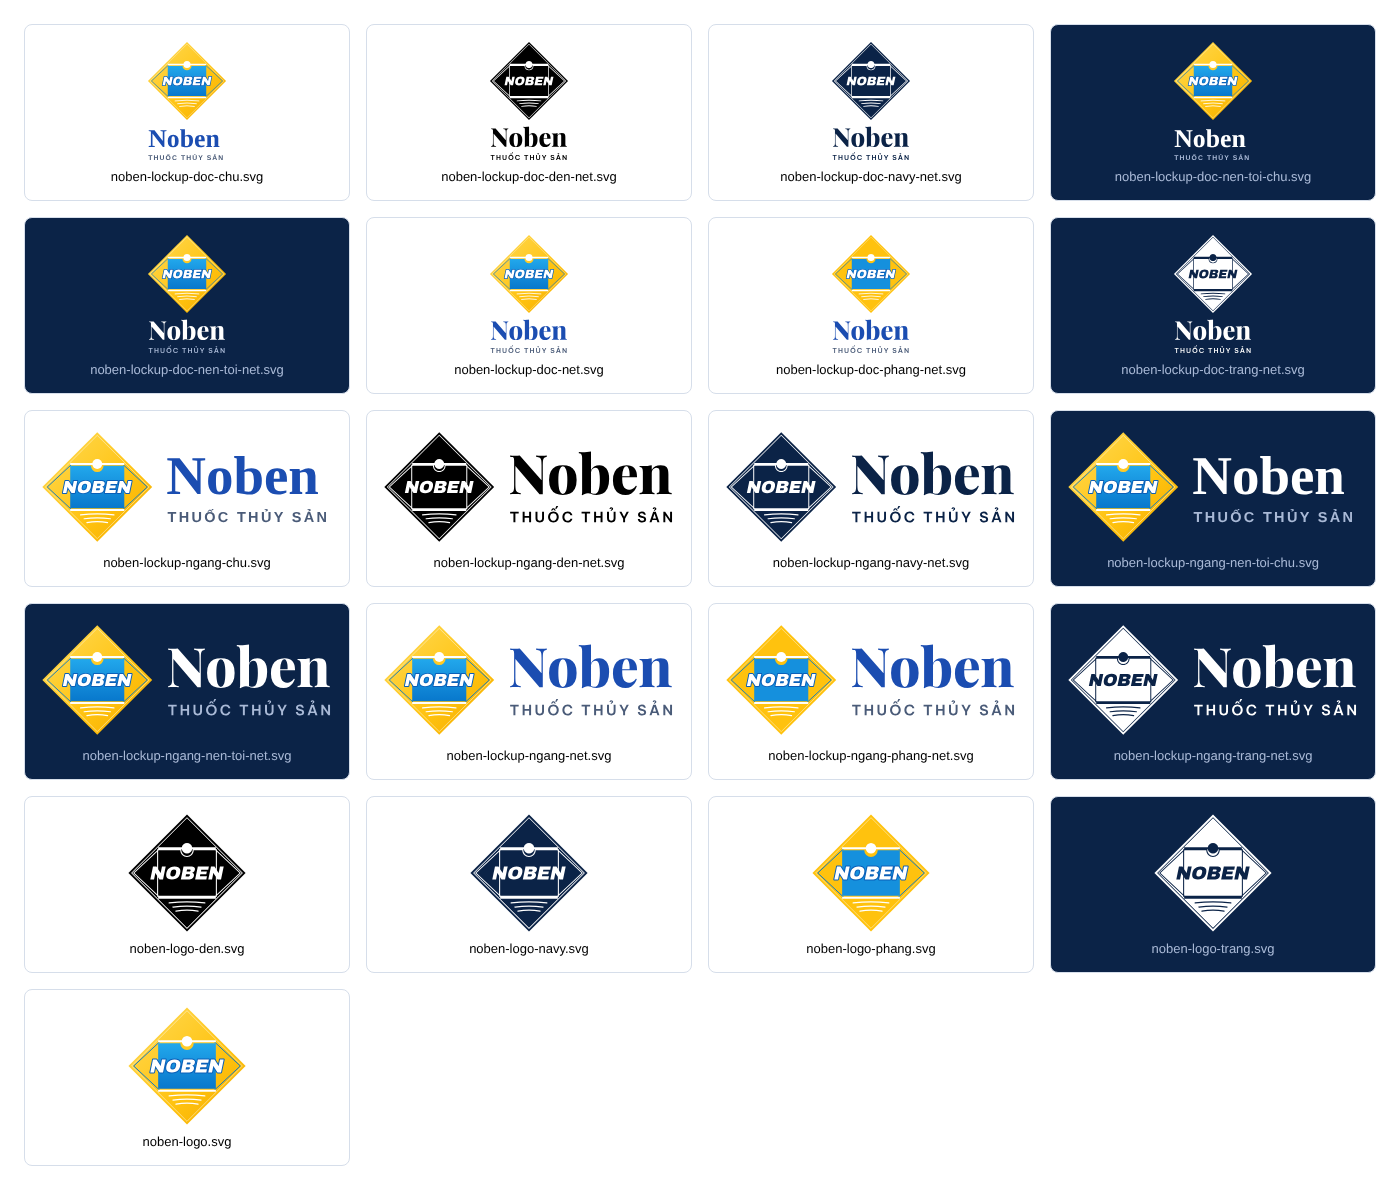 NOBEN
Noben
THUỐC THỦY SẢN
noben-lockup-doc-chu.svg
NOBEN
Noben
THUỐC THỦY SẢN
noben-lockup-doc-den-net.svg
NOBEN
Noben
THUỐC THỦY SẢN
noben-lockup-doc-navy-net.svg
NOBEN
Noben
THUỐC THỦY SẢN
noben-lockup-doc-nen-toi-chu.svg
NOBEN
Noben
THUỐC THỦY SẢN
noben-lockup-doc-nen-toi-net.svg
NOBEN
Noben
THUỐC THỦY SẢN
noben-lockup-doc-net.svg
NOBEN
Noben
THUỐC THỦY SẢN
noben-lockup-doc-phang-net.svg
NOBEN
Noben
THUỐC THỦY SẢN
noben-lockup-doc-trang-net.svg
NOBEN
Noben
THUỐC THỦY SẢN
noben-lockup-ngang-chu.svg
NOBEN
Noben
THUỐC THỦY SẢN
noben-lockup-ngang-den-net.svg
NOBEN
Noben
THUỐC THỦY SẢN
noben-lockup-ngang-navy-net.svg
NOBEN
Noben
THUỐC THỦY SẢN
noben-lockup-ngang-nen-toi-chu.svg
NOBEN
Noben
THUỐC THỦY SẢN
noben-lockup-ngang-nen-toi-net.svg
NOBEN
Noben
THUỐC THỦY SẢN
noben-lockup-ngang-net.svg
NOBEN
Noben
THUỐC THỦY SẢN
noben-lockup-ngang-phang-net.svg
NOBEN
Noben
THUỐC THỦY SẢN
noben-lockup-ngang-trang-net.svg
NOBEN
noben-logo-den.svg
NOBEN
noben-logo-navy.svg
NOBEN
noben-logo-phang.svg
NOBEN
noben-logo-trang.svg
NOBEN
noben-logo.svg